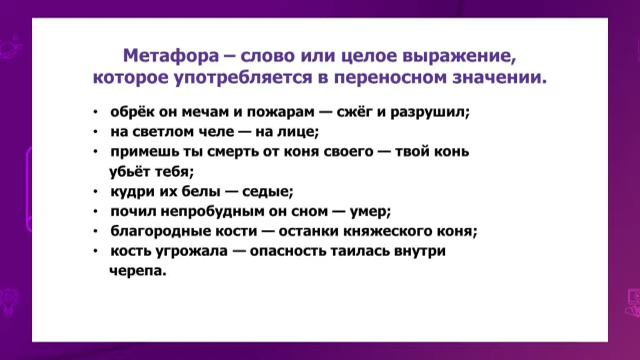 Метафора – слово или целое выражение,
которое употребляется в переносном значении.
• обрёк он мечам и пожарам — сжёг и разрушил;
• на светлом челе — на лице;
• примешь ты смерть от коня своего — твой конь
убьёт тебя;
• кудри их белы — седые;
• почил непробудным он сном — умер;
• благородные кости — останки княжеского коня;
• кость угрожала — опасность таилась внутри
черепа.